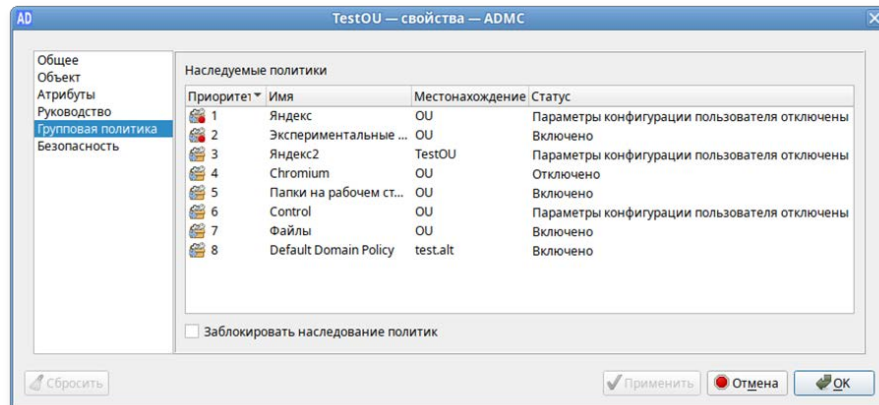 TestOU — свойства — ADMC
Общее
Объект
Атрибуты
Руководство
Групповая политика
Безопасность
Наследуемые политики
Приоритет Имя Местонахождение Статус
1 Яндекс OU Параметры конфигурации пользователя отключены
2 Экспериментальные ... OU Включено
3 Яндекс2 TestOU Параметры конфигурации пользователя отключены
4 Chromium OU Отключено
5 Папки на рабочем ст... OU Включено
6 Control OU Параметры конфигурации пользователя отключены
7 Файлы OU Включено
8 Default Domain Policy test.alt Включено
Заблокировать наследование политик
Сбросить Применить Отмена OK